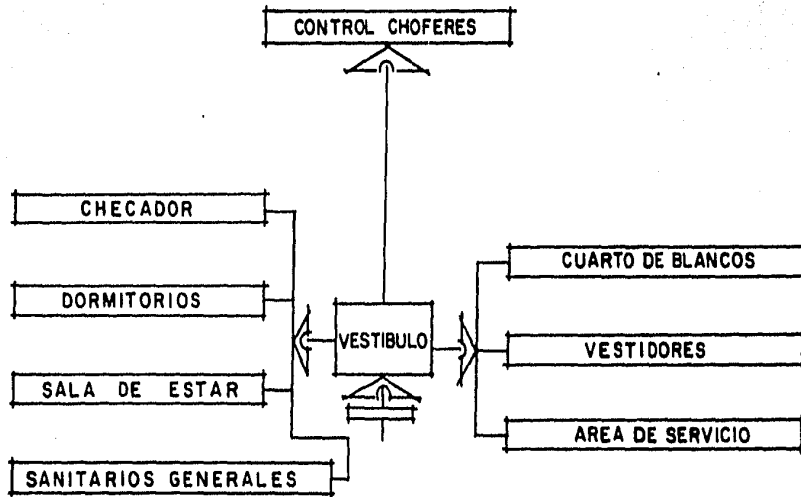 CONTROL CHOFERES
CHECADOR
DORMITORIOS
SALA DE ESTAR
SANITARIOS GENERALES
VESTIBULO
CUARTO DE BLANCOS
VESTIDORES
AREA DE SERVICIO